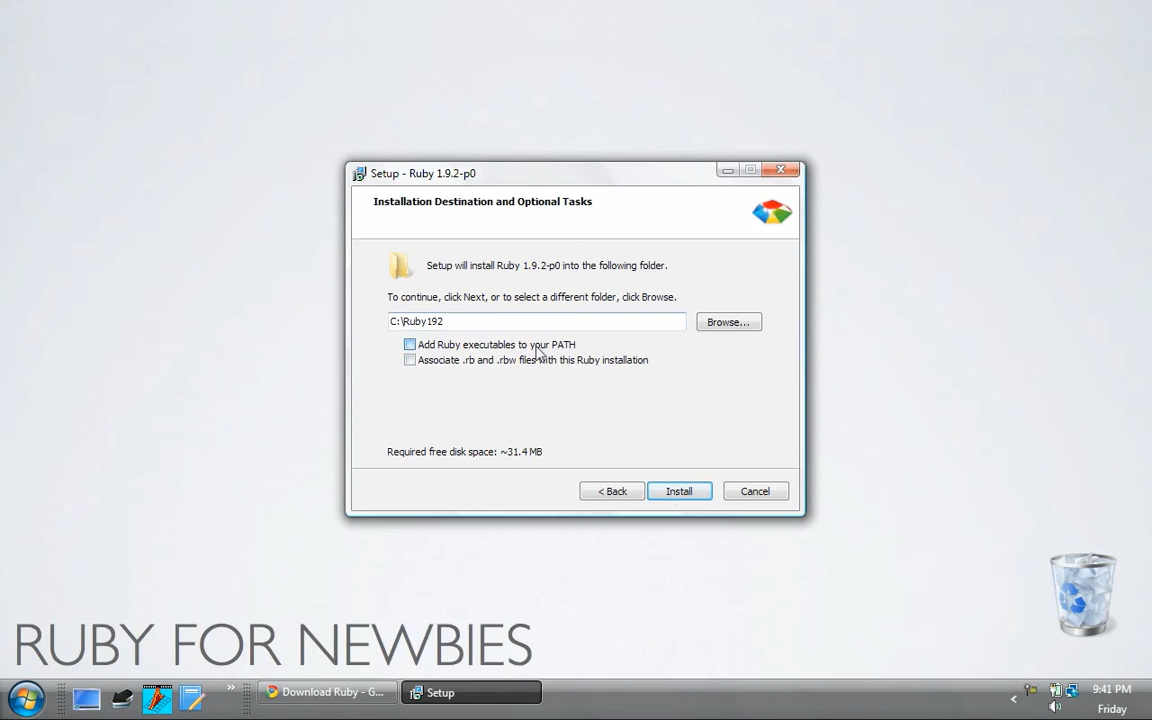 Setup - Ruby 1.9.2-p0
Installation Destination and Optional Tasks
Setup will install Ruby 1.9.2-p0 into the following folder.
To continue, click Next, or to select a different folder, click Browse.
C:\Ruby192
Browse...
Add Ruby executables to your PATH
Associate .rb and .rbw files with this Ruby installation
Required free disk space: ~31.4 MB
< Back
Install
Cancel
RUBY FOR NEWBIES
Download Ruby - G...
Setup
9:41 PM
Friday